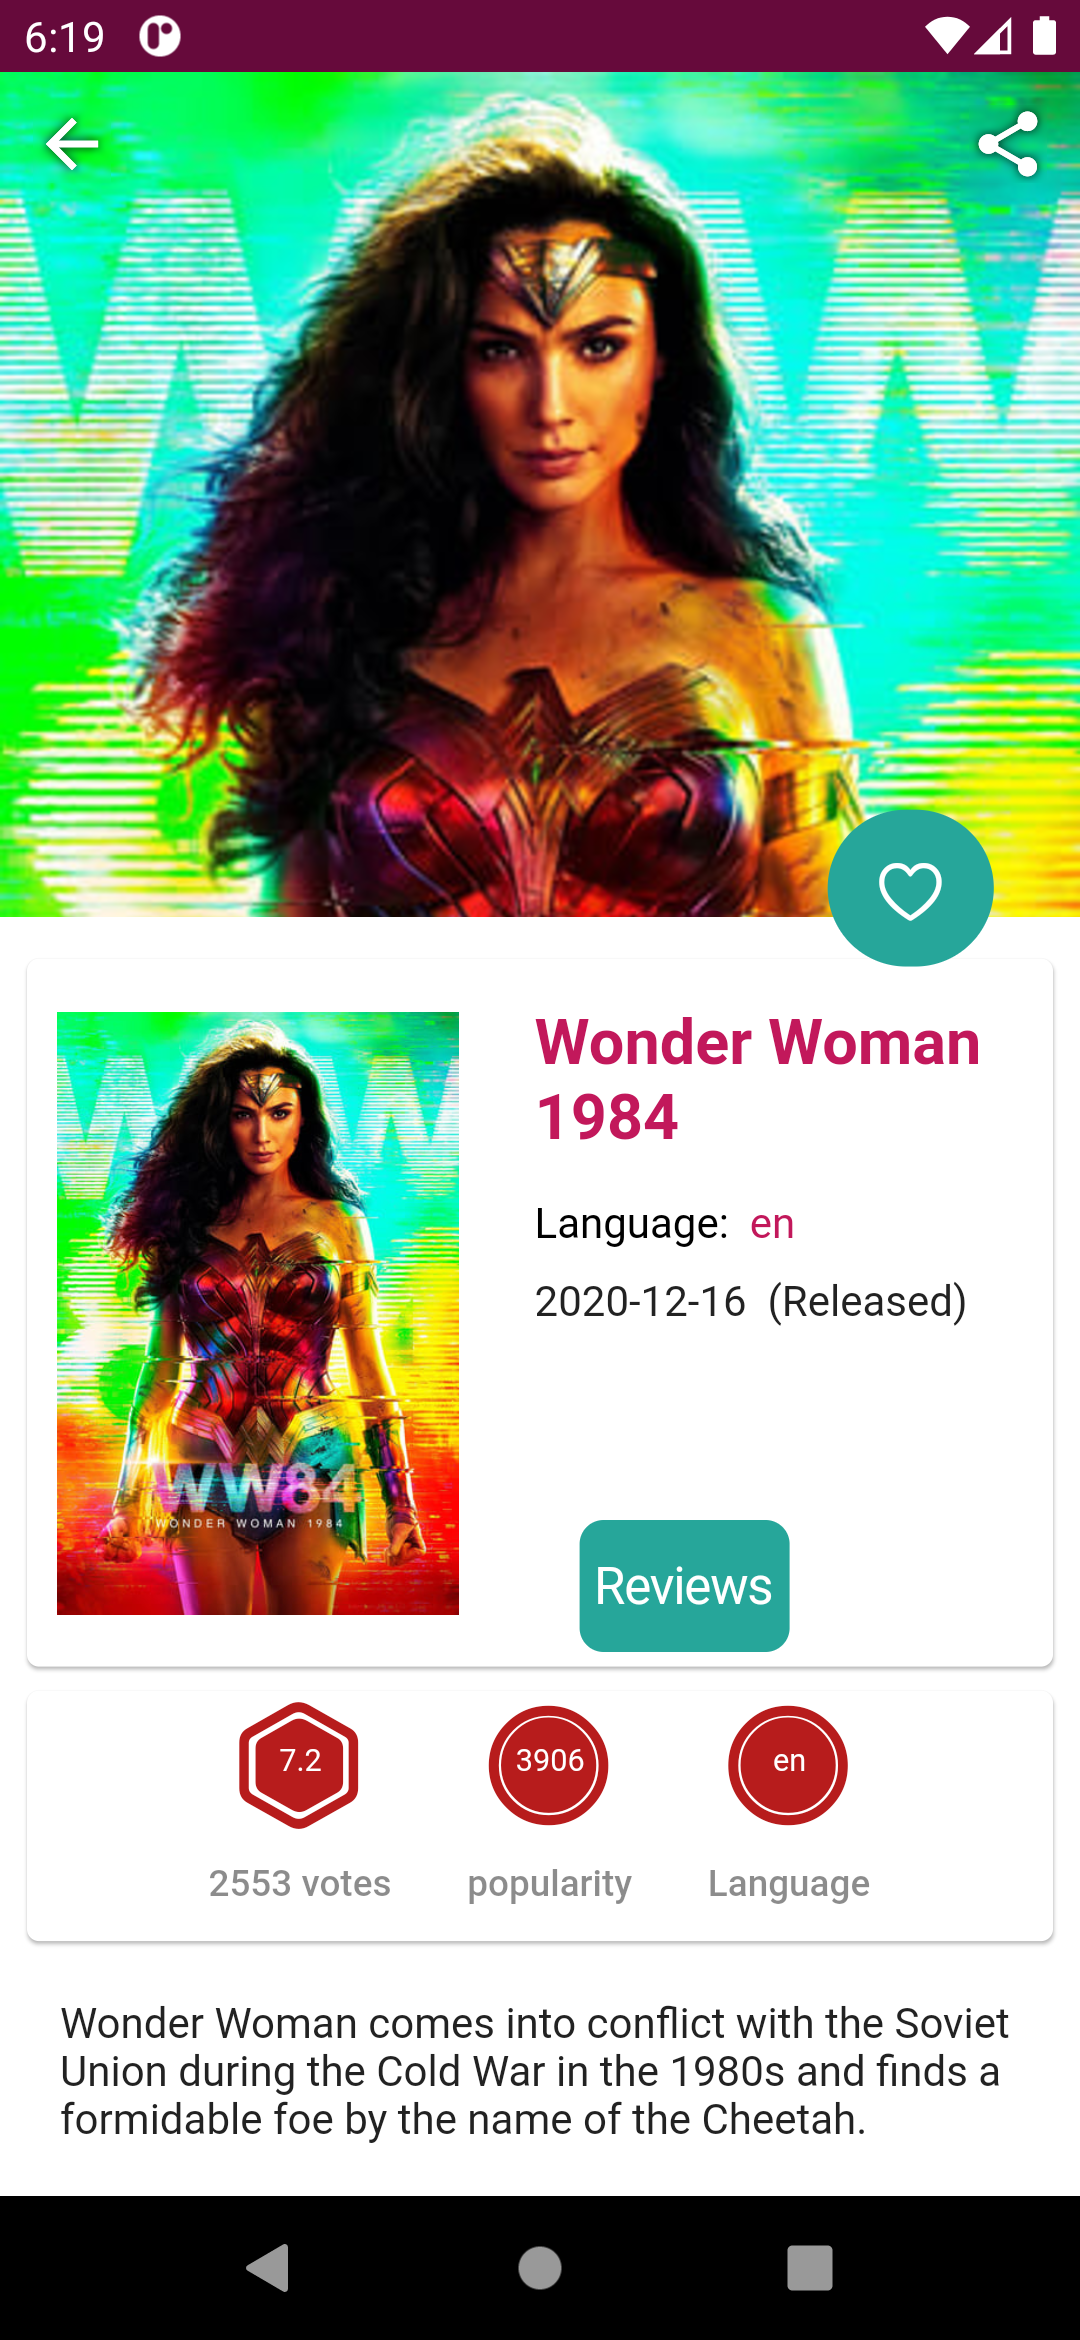 6:19
Wonder Woman
1984
Language: en
2020-12-16 (Released)
WW84
WONDER WOMAN 1984
Reviews
7.2
3906
en
2553 votes
popularity
Language
Wonder Woman comes into conflict with the Soviet
Union during the Cold War in the 1980s and finds a
formidable foe by the name of the Cheetah.